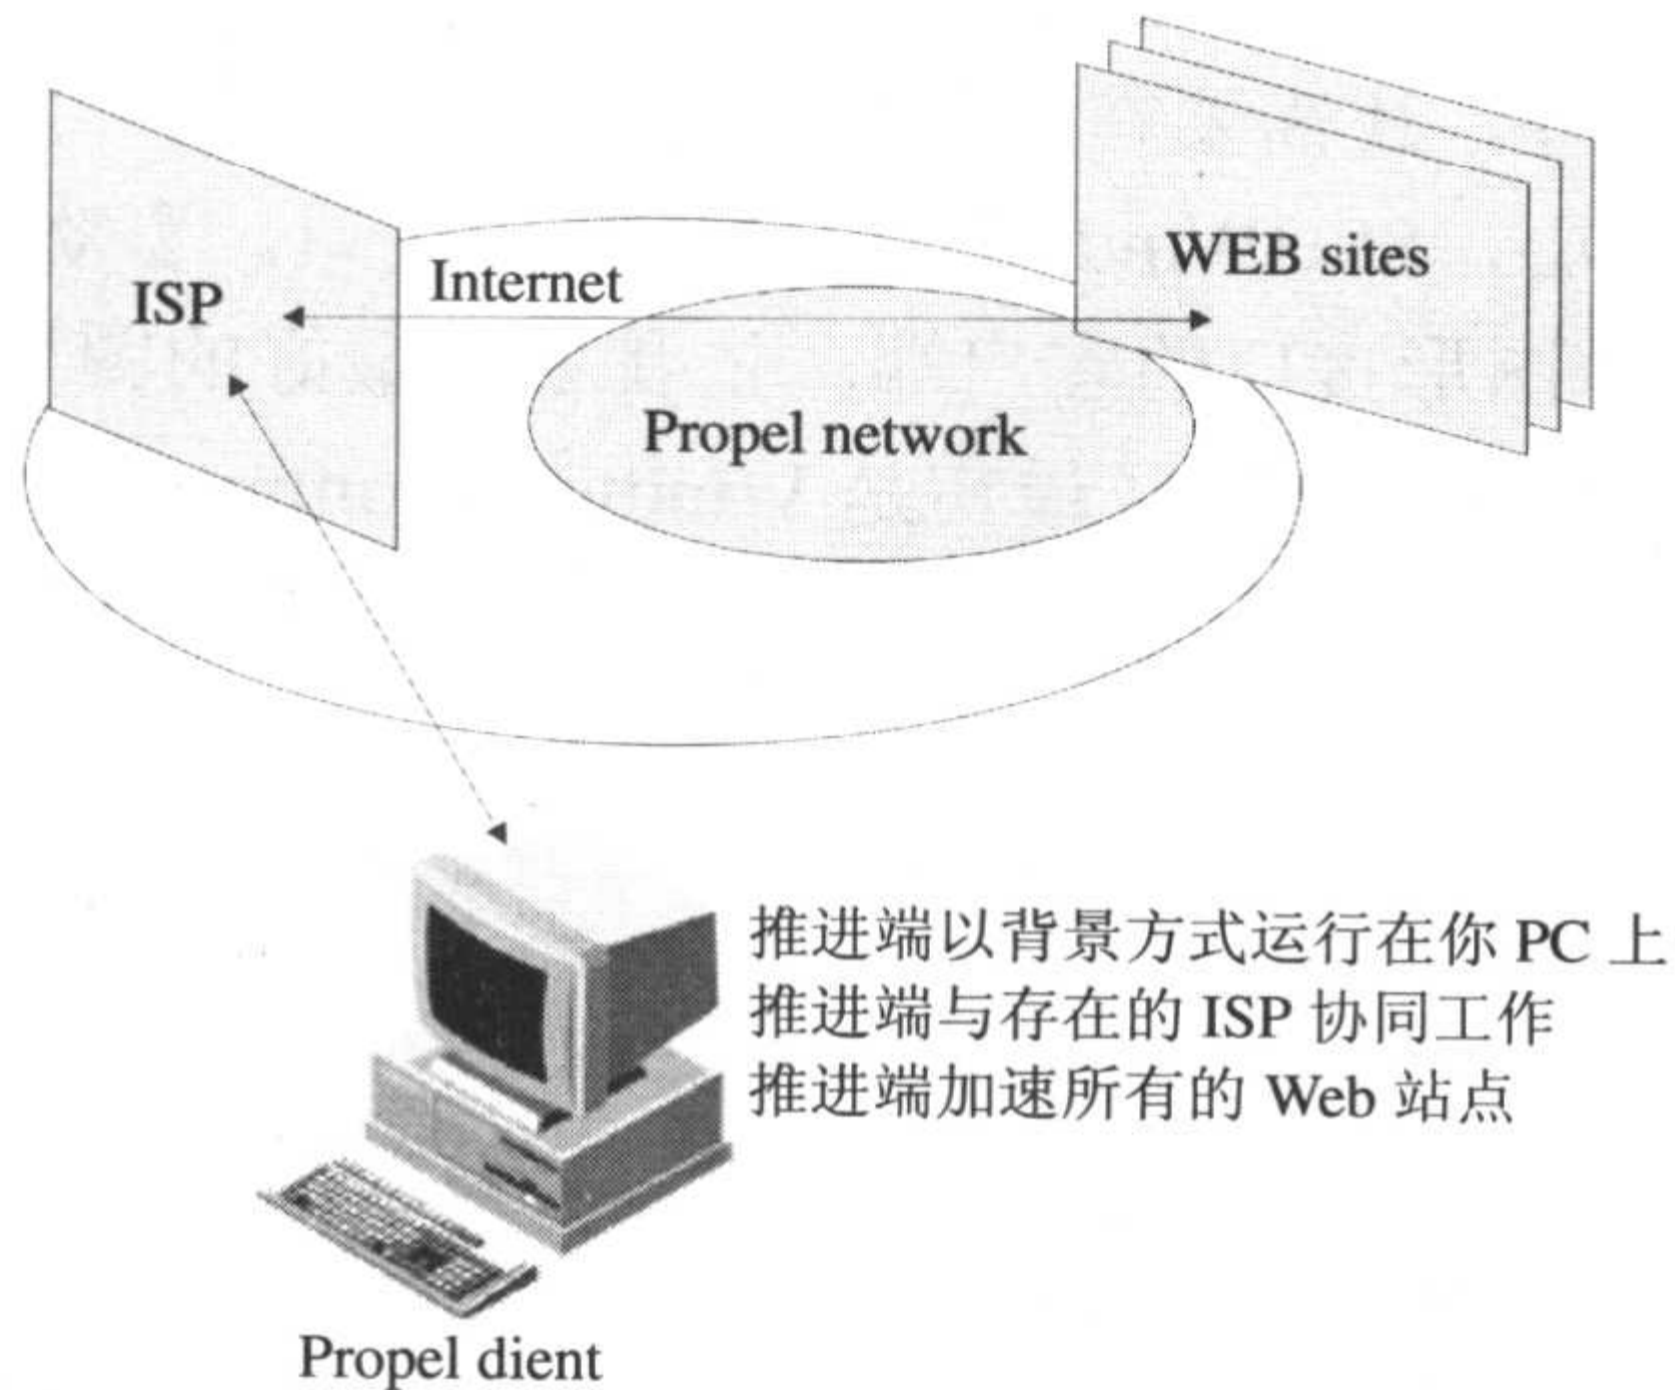 WEB sites
Internet
ISP
Propel network
推进端以背景方式运行在你 PC 上
推进端与存在的 ISP 协同工作
推进端加速所有的 Web 站点
Propel dient